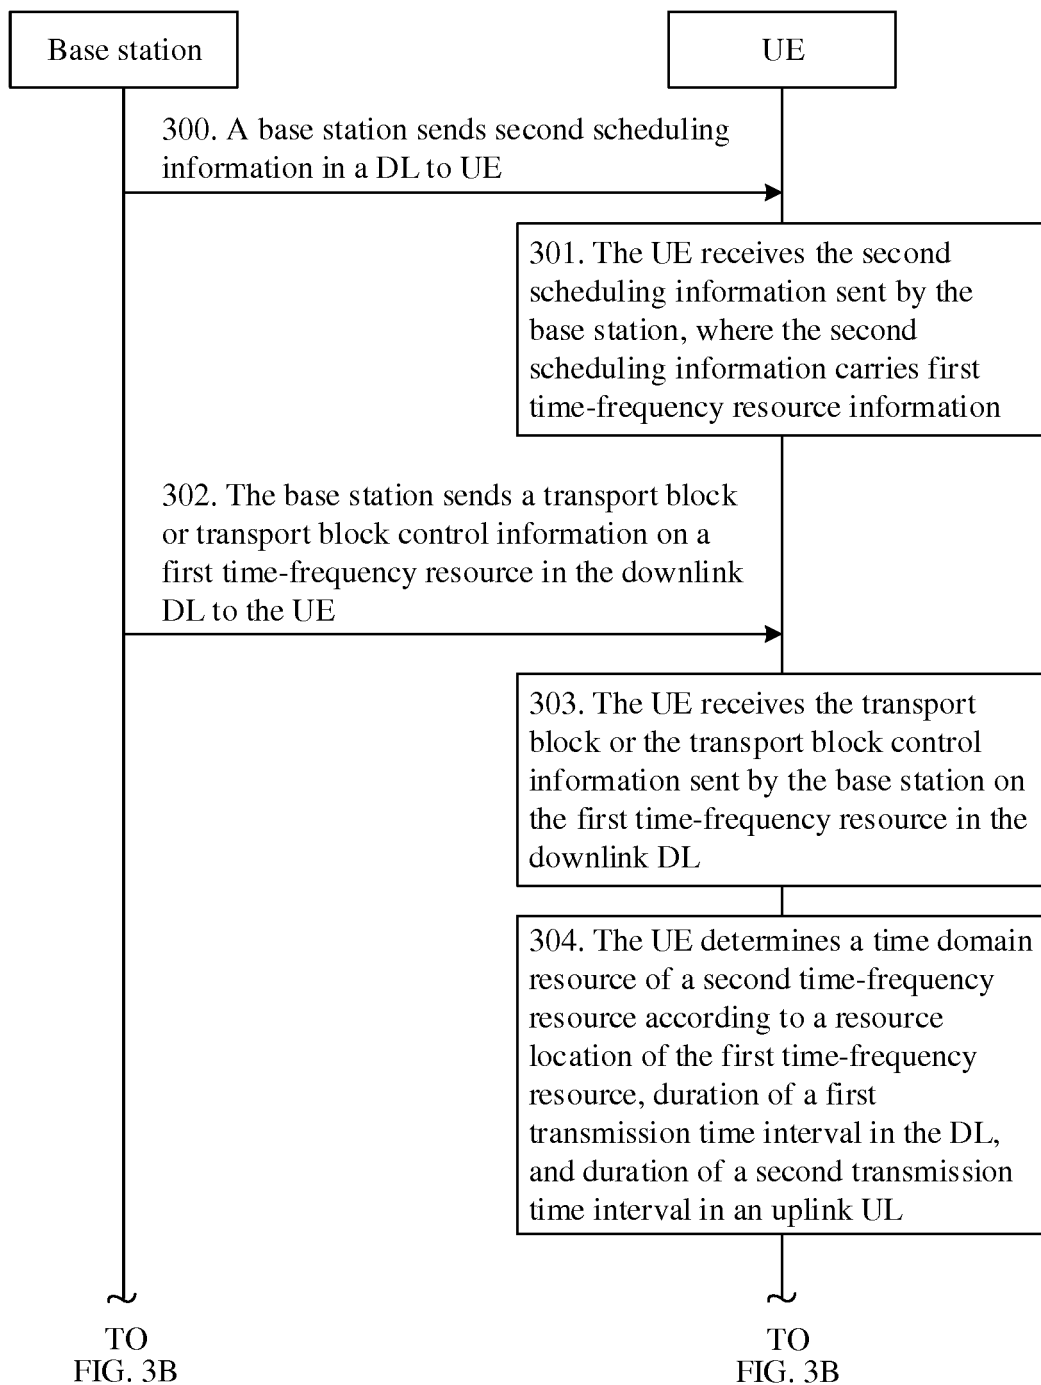 Base station
UE
300. A base station sends second scheduling
information in a DL to UE
301. The UE receives the second
scheduling information sent by the
base station, where the second
scheduling information carries first
time-frequency resource information
302. The base station sends a transport block
or transport block control information on a
first time-frequency resource in the downlink
DL to the UE
303. The UE receives the transport
block or the transport block control
information sent by the base station on
the first time-frequency resource in the
downlink DL
304. The UE determines a time domain
resource of a second time-frequency
resource according to a resource
location of the first time-frequency
resource, duration of a first
transmission time interval in the DL,
and duration of a second transmission
time interval in an uplink UL
TO
FIG. 3B
TO
FIG. 3B